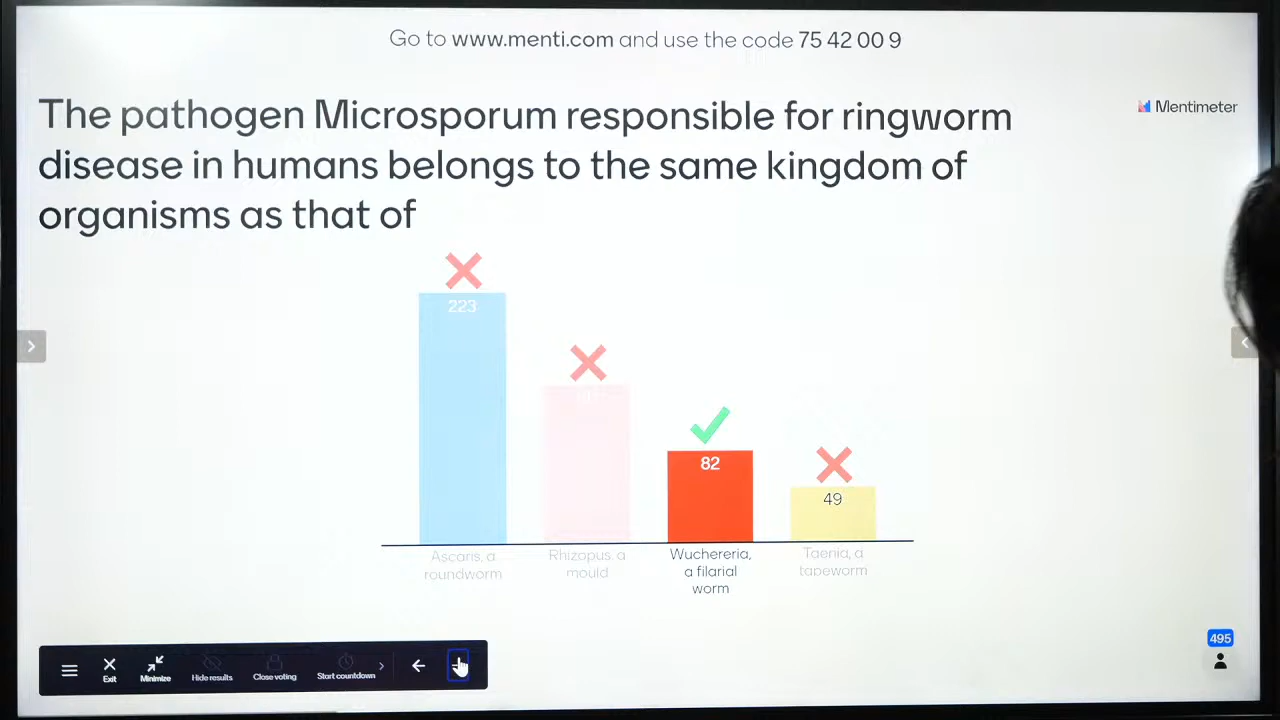 Go to www.menti.com and use the code 75 42 00 9
Mentimeter
The pathogen Microsporum responsible for ringworm
disease in humans belongs to the same kingdom of
organisms as that of
223
82
49
Ascaris, a
roundworm
Rhizopus, a
mould
Wuchereria,
a filarial
worm
Taenia, a
tapeworm
Exit
Minimize
Hide results
Close voting
Start countdown
495